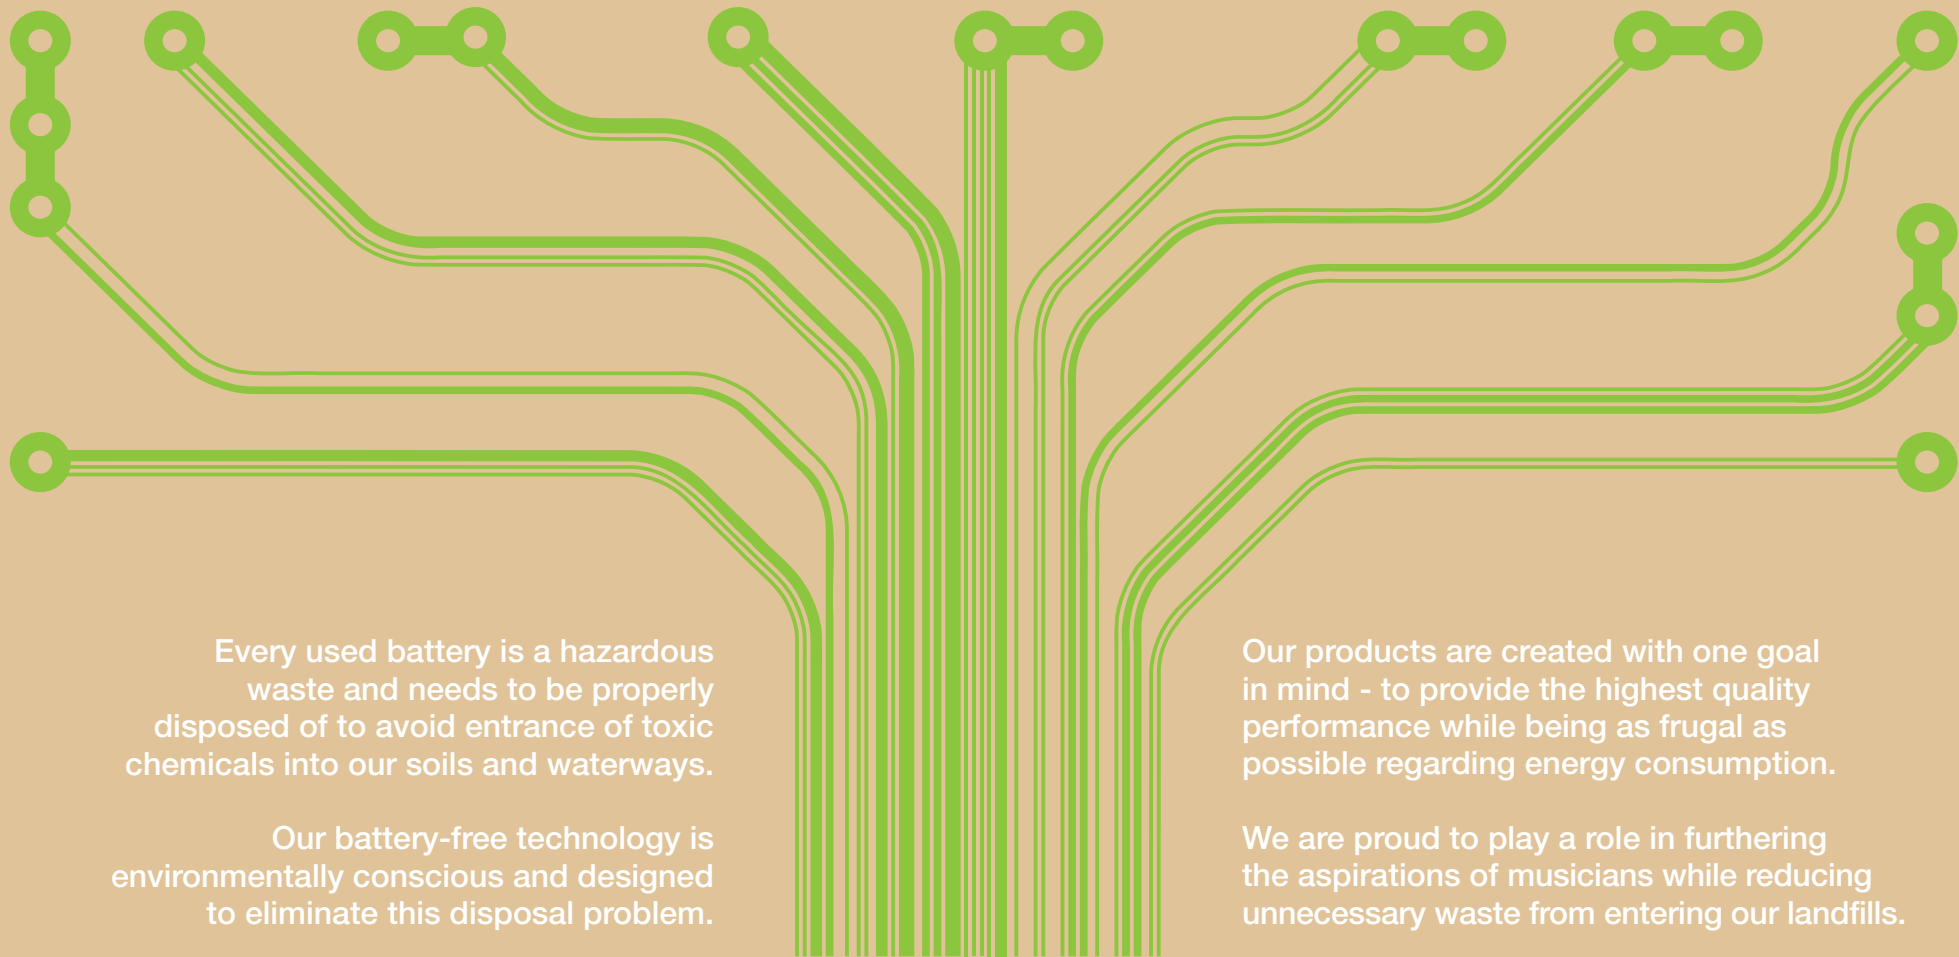 Every used battery is a hazardous
waste and needs to be properly
disposed of to avoid entrance of toxic
chemicals into our soils and waterways.
Our battery-free technology is
environmentally conscious and designed
to eliminate this disposal problem.
Our products are created with one goal
in mind - to provide the highest quality
performance while being as frugal as
possible regarding energy consumption.
We are proud to play a role in furthering
the aspirations of musicians while reducing
unnecessary waste from entering our landfills.